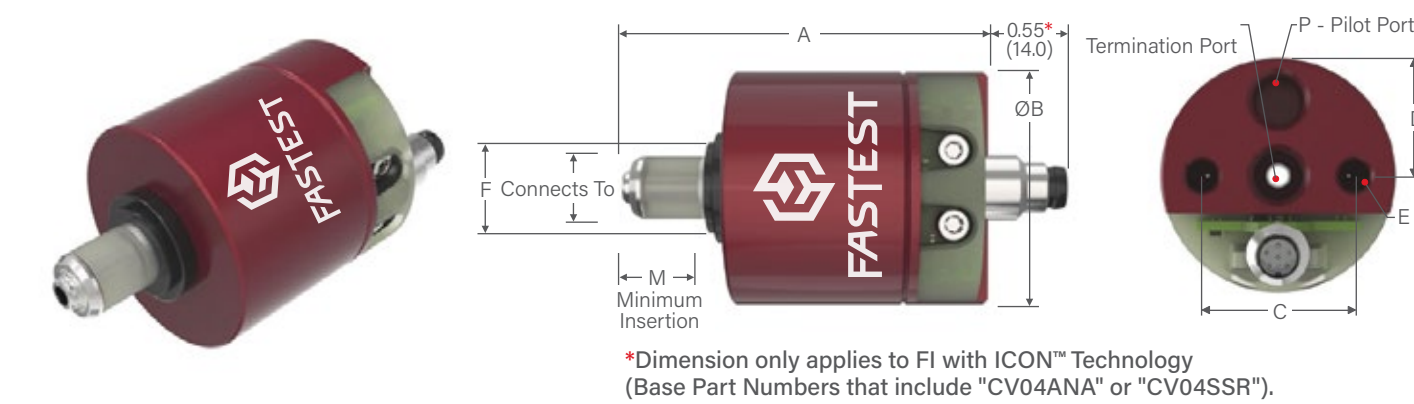 FASTEST
A
0.55*
(14.0)
ØB
F Connects To
M
Minimum
Insertion
FASTEST
Termination Port
P - Pilot Port
E
C
*Dimension only applies to FI with ICON™ Technology
(Base Part Numbers that include "CV04ANA" or "CV04SSR").